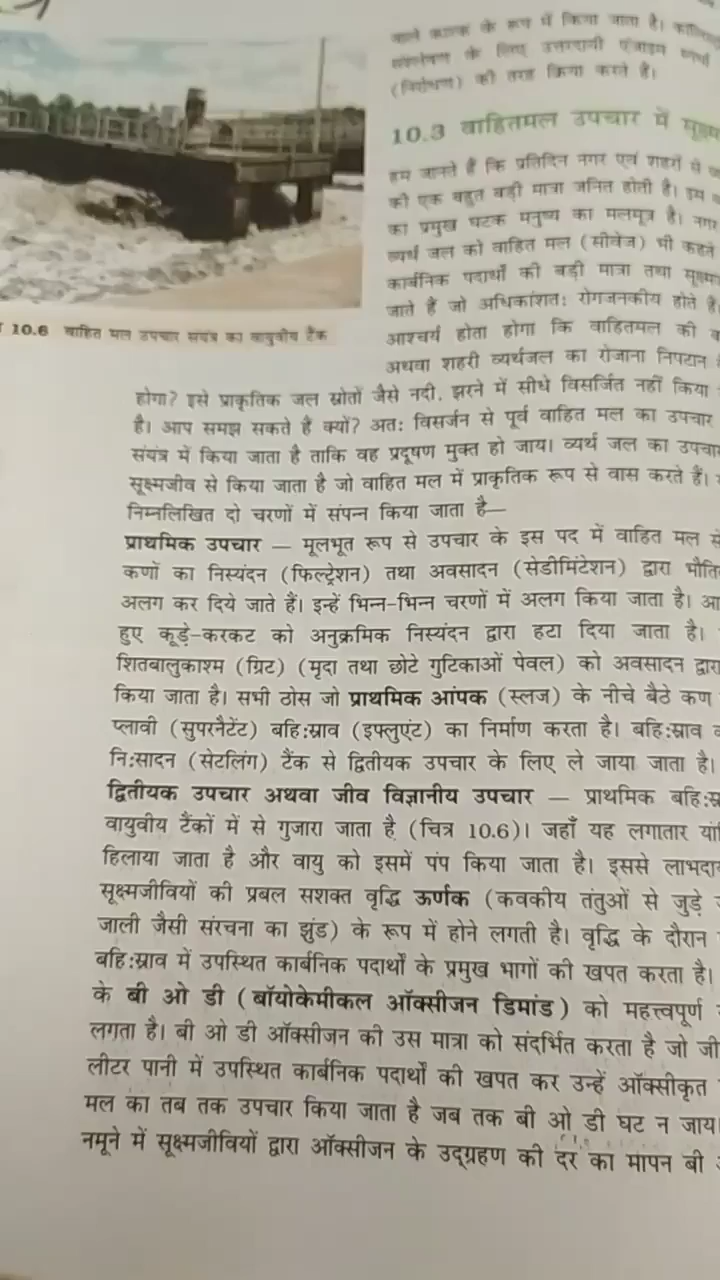 वाले कारक के रूप में किया जाता है।
संश्लेषण के लिए उत्तरदायी एंजाइम
(निरोधण) की तरह क्रिया करते हैं।
10.3 वाहितमल उपचार में
हम जानते हैं कि प्रतिदिन नगर एवं शहरों से
की एक बहुत बड़ी मात्रा जनित होती है। इस
का प्रमुख घटक मनुष्य का मलमूत्र है। नगर
व्यर्थ जल को वाहित मल (सीवेज) भी कहते
कार्बनिक पदार्थों की बड़ी मात्रा तथा
जाते हैं जो अधिकांशतः रोगजनकीय होते हैं।
आश्चर्य होता होगा कि वाहितमल की
अथवा शहरी व्यर्थजल का रोजाना निपटान
10.6 वाहित मल उपचार संयंत्र का वायुवीय टैंक
होगा? इसे प्राकृतिक जल स्रोतों जैसे नदी, झरने में सीधे विसर्जित नहीं किया
है। आप समझ सकते हैं क्यों? अतः विसर्जन से पूर्व वाहित मल का उपचार
संयंत्र में किया जाता है ताकि वह प्रदूषण मुक्त हो जाय। व्यर्थ जल का
सूक्ष्मजीव से किया जाता है जो वाहित मल में प्राकृतिक रूप से वास करते हैं।
निम्नलिखित दो चरणों में संपन्न किया जाता है—
प्राथमिक उपचार — मूलभूत रूप से उपचार के इस पद में वाहित मल से
कणों का निस्यंदन (फिल्ट्रेशन) तथा अवसादन (सेडीमिंटेशन) द्वारा
अलग कर दिये जाते हैं। इन्हें भिन्न-भिन्न चरणों में अलग किया जाता है।
हुए कूड़े-करकट को अनुक्रमिक निस्यंदन द्वारा हटा दिया जाता है।
शितबालुकाश्म (ग्रिट) (मृदा तथा छोटे गुटिकाओं पेवल) को अवसादन द्वारा
किया जाता है। सभी ठोस जो प्राथमिक आंपक (स्लज) के नीचे बैठे कण
प्लावी (सुपरनैटेंट) बहि:स्राव (इफ्लुएंट) का निर्माण करता है। बहि:स्राव
नि:सादन (सेटलिंग) टैंक से द्वितीयक उपचार के लिए ले जाया जाता है।
द्वितीयक उपचार अथवा जीव विज्ञानीय उपचार — प्राथमिक
वायुवीय टैंकों में से गुजारा जाता है (चित्र 10.6)। जहाँ यह लगातार
हिलाया जाता है और वायु को इसमें पंप किया जाता है। इससे
सूक्ष्मजीवियों की प्रबल सशक्त वृद्धि ऊर्णक (कवकीय तंतुओं से जुड़े
जाली जैसी संरचना का झुंड) के रूप में होने लगती है। वृद्धि के दौरान
बहि:स्राव में उपस्थित कार्बनिक पदार्थों के प्रमुख भागों की खपत करता है।
के बी ओ डी (बॉयोकेमीकल ऑक्सीजन डिमांड) को महत्त्वपूर्ण
लगता है। बी ओ डी ऑक्सीजन की उस मात्रा को संदर्भित करता है जो
लीटर पानी में उपस्थित कार्बनिक पदार्थों की खपत कर उन्हें ऑक्सीकृत
मल का तब तक उपचार किया जाता है जब तक बी ओ डी घट न जाय।
नमूने में सूक्ष्मजीवियों द्वारा ऑक्सीजन के उद्ग्रहण की दर का मापन बी